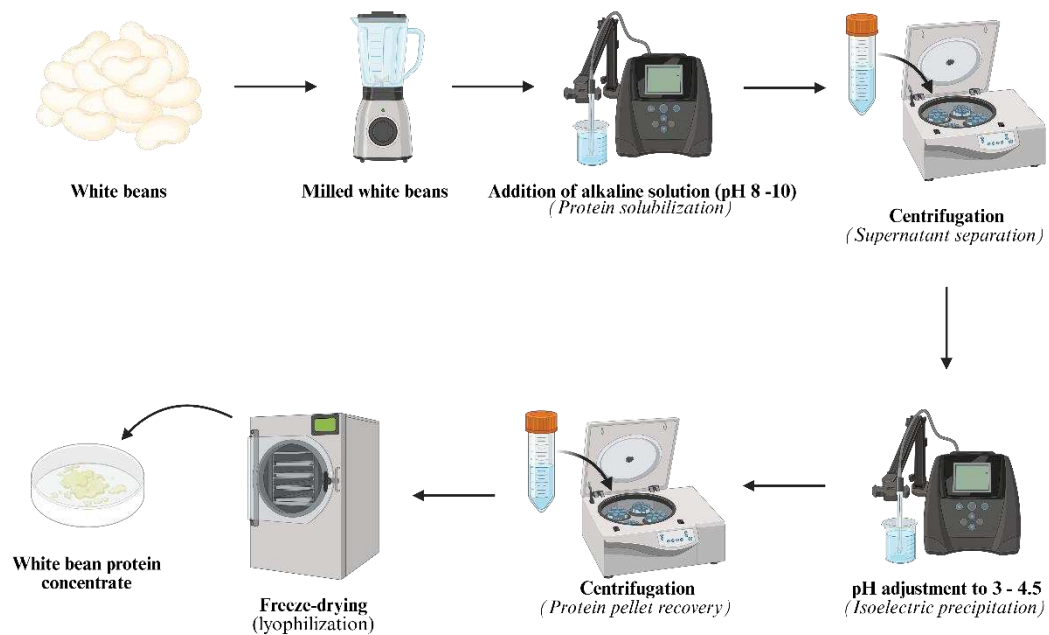 White beans
Milled white beans
Addition of alkaline solution (pH 8 -10)
(Protein solubilization)
Centrifugation
(Supernatant separation)
White bean protein
concentrate
Freeze-drying
(lyophilization)
Centrifugation
(Protein pellet recovery)
pH adjustment to 3 - 4.5
(Isoelectric precipitation)